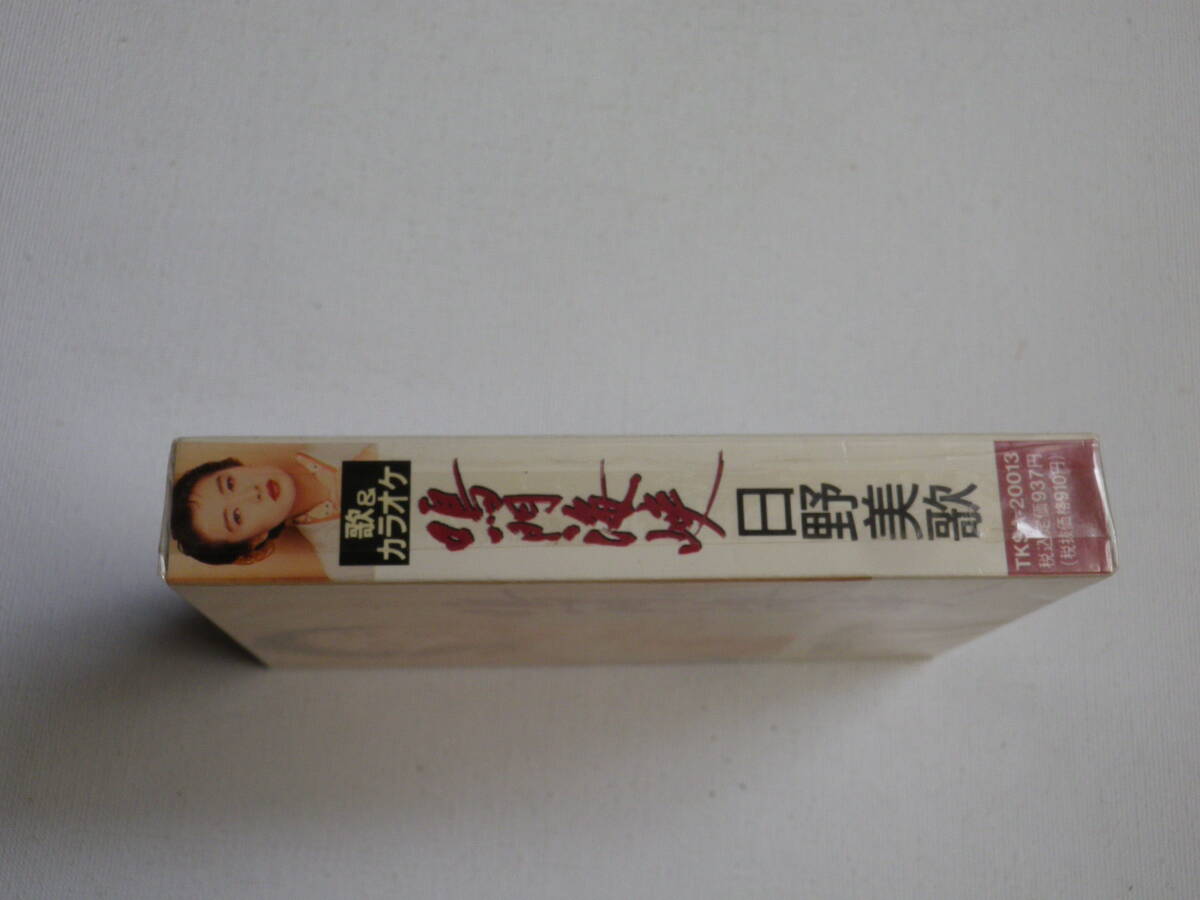 歌&
カラオケ
鳴門海峡
日野美歌
20013
税込定価937円
(税抜価格910円)